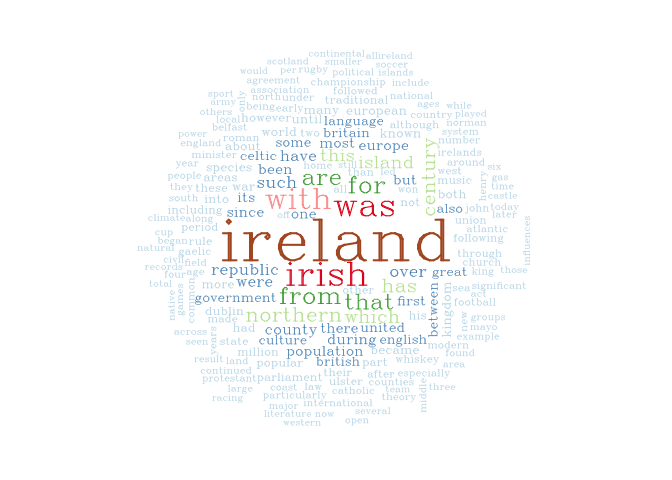 continental allireland
scotland smaller soccer
would per rugby political islands
agreement championship include
sport only association followed
army north under traditional national
others being early many european ages while
local however until language country played
belfast roman world two britain known although norman
power england about some most europe system number
minister celtic have this island century irelands
year species home still than led west around six
people areas such been are for but music henry gas
they these war its with all was not both time
south into off one castle
including since also john today later
climate along period ireland union atlantic
cup began rule following influences
natural gaelic through
civil field republic irish over great church
records four age were other has king those
total more government from that first sea significant
native games common dublin his act
made northern which between kingdom football new groups
across years had county there united mayo
seen state culture during english example
result land million population became modern found
continued popular british part whiskey area
protestant parliament their after especially
large coast law ulster counties
racing particularly catholic team theory middle three
major international
literature now several
western open
won